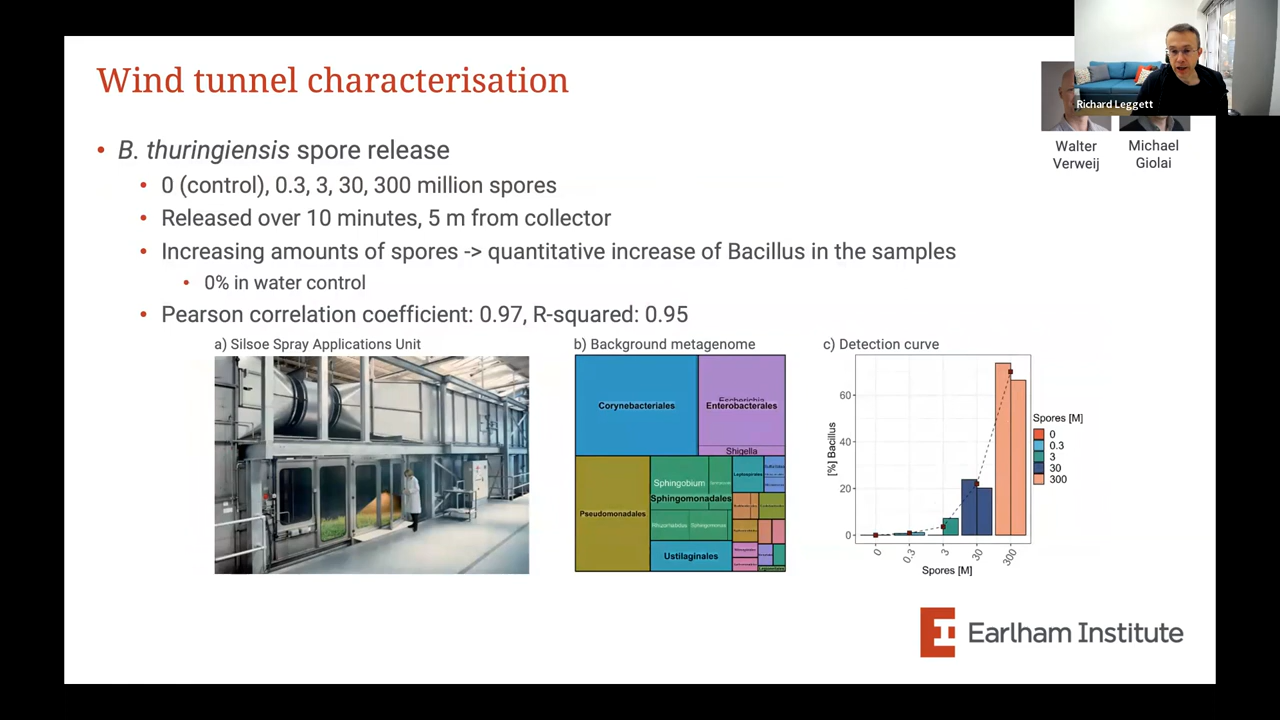 Wind tunnel characterisation
Richard Leggett
Walter
Verweij
Michael
Giolai
• B. thuringiensis spore release
• 0 (control), 0.3, 3, 30, 300 million spores
• Released over 10 minutes, 5 m from collector
• Increasing amounts of spores -> quantitative increase of Bacillus in the samples
• 0% in water control
• Pearson correlation coefficient: 0.97, R-squared: 0.95
a) Silsoe Spray Applications Unit
b) Background metagenome
Corynebacteriales
Escherichia
Enterobacterales
Shigella
Pseudomonadales
Sphingobium
Sphingomonadales
Ustilaginales
c) Detection curve
[%] Bacillus
60
40
20
0
0
0.3
3
30
300
Spores [M]
Spores [M]
0
0.3
3
30
300
Earlham Institute